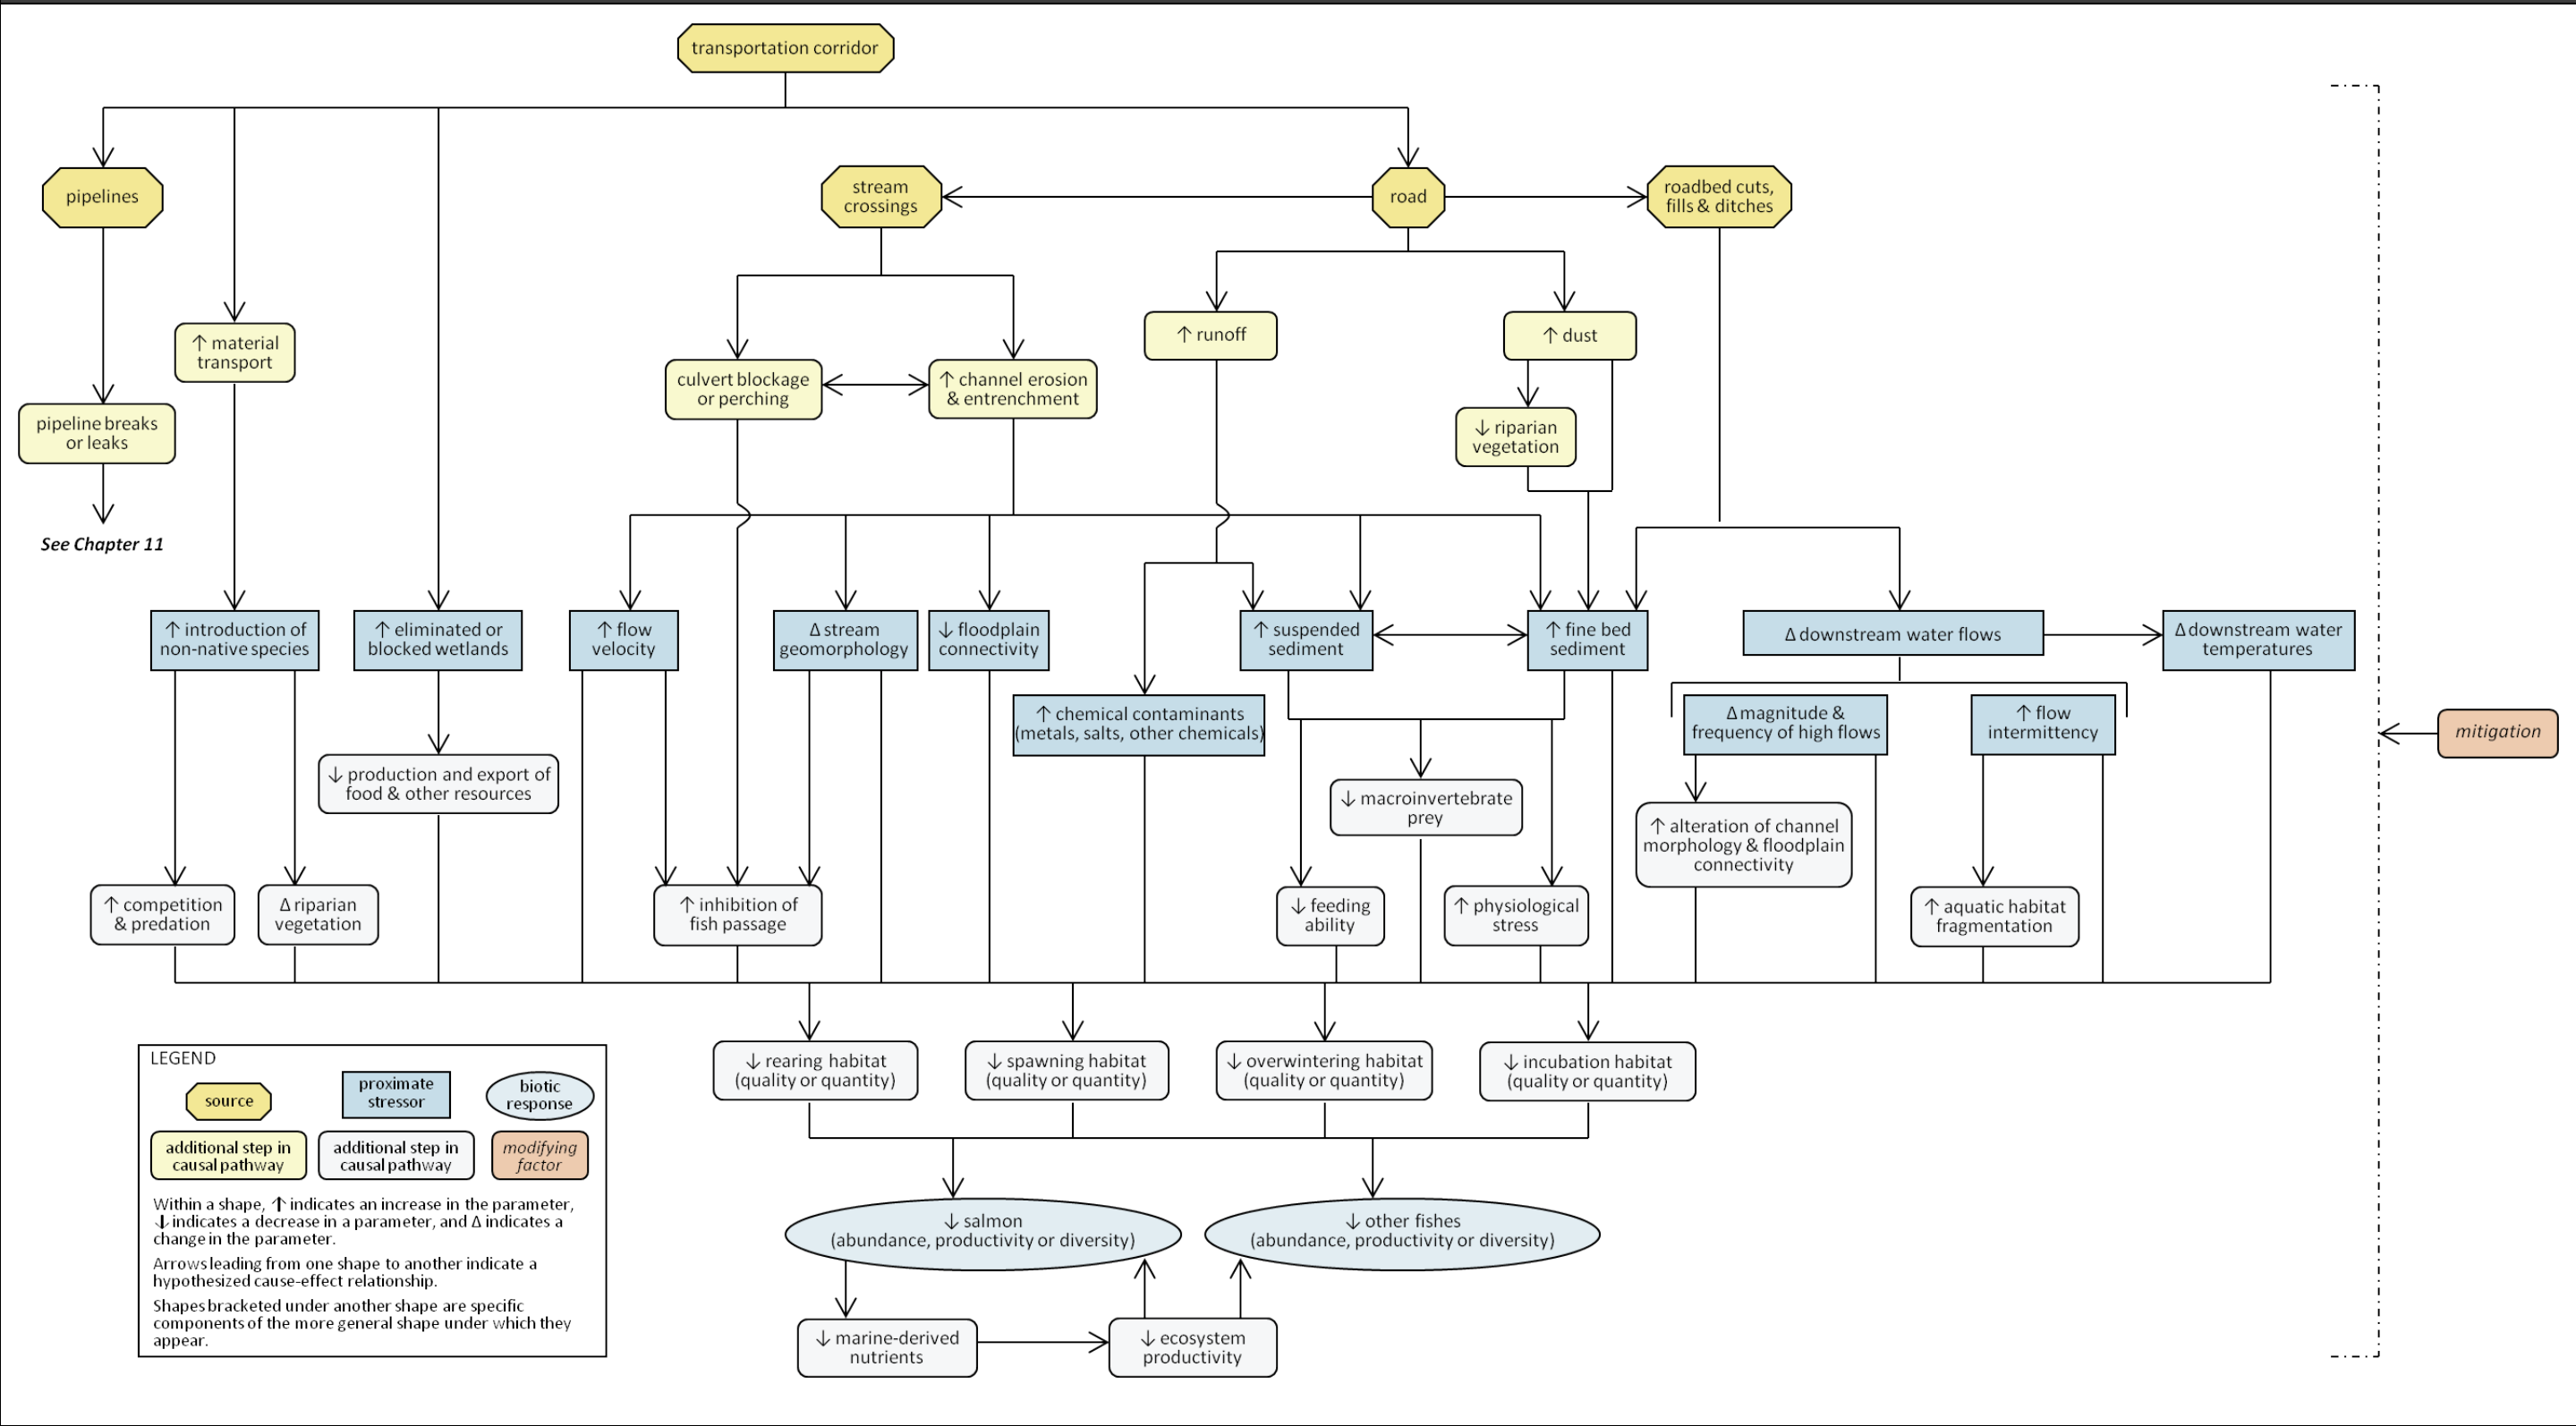 transportation corridor
pipelines
stream
crossings
road
roadbed cuts,
fills & ditches
↑ material
transport
↑ runoff
↑ dust
culvert blockage
or perching
↑ channel erosion
& entrenchment
pipeline breaks
or leaks
↓ riparian
vegetation
See Chapter 11
↑ introduction of
non-native species
↑ eliminated or
blocked wetlands
↑ flow
velocity
Δ stream
geomorphology
↓ floodplain
connectivity
↑ suspended
sediment
↑ fine bed
sediment
Δ downstream water flows
Δ downstream water
temperatures
↑ chemical contaminants
(metals, salts, other chemicals)
Δ magnitude &
frequency of high flows
↑ flow
intermittency
mitigation
↓ production and export of
food & other resources
↓ macroinvertebrate
prey
↑ alteration of channel
morphology & floodplain
connectivity
↑ competition
& predation
Δ riparian
vegetation
↑ inhibition of
fish passage
↓ feeding
ability
↑ physiological
stress
↑ aquatic habitat
fragmentation
↓ rearing habitat
(quality or quantity)
↓ spawning habitat
(quality or quantity)
↓ overwintering habitat
(quality or quantity)
↓ incubation habitat
(quality or quantity)
LEGEND
source
proximate
stressor
biotic
response
additional step in
causal pathway
additional step in
causal pathway
modifying
factor
Within a shape, ↑ indicates an increase in the parameter,
↓ indicates a decrease in a parameter, and Δ indicates a
change in the parameter.
Arrows leading from one shape to another indicate a
hypothesized cause-effect relationship.
Shapes bracketed under another shape are specific
components of the more general shape under which they
appear.
↓ salmon
(abundance, productivity or diversity)
↓ other fishes
(abundance, productivity or diversity)
↓ marine-derived
nutrients
↓ ecosystem
productivity